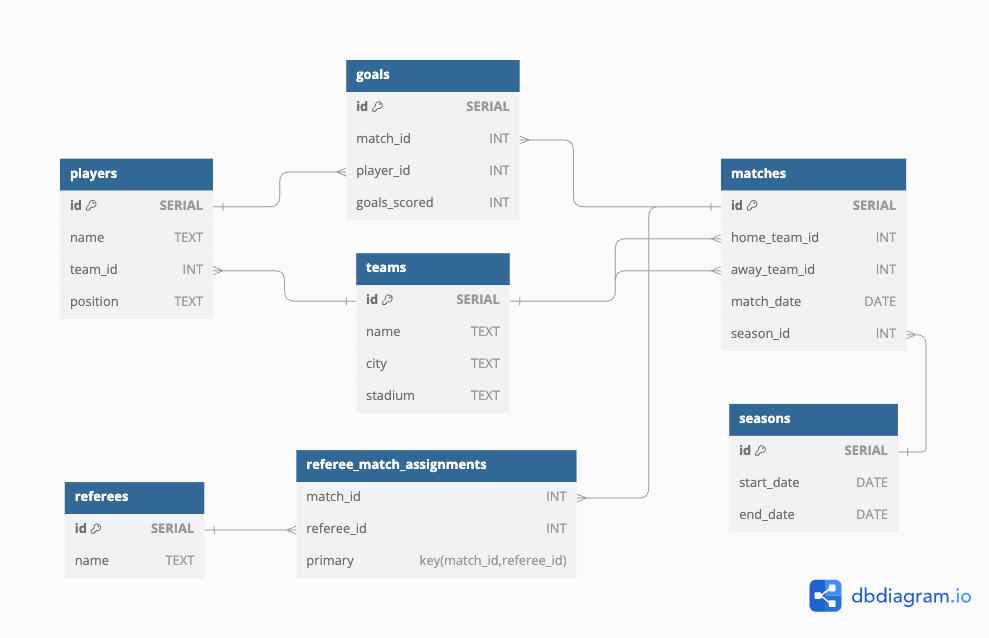 goals
id SERIAL
match_id INT
player_id INT
goals_scored INT
players
id SERIAL
name TEXT
team_id INT
position TEXT
matches
id SERIAL
home_team_id INT
away_team_id INT
match_date DATE
season_id INT
teams
id SERIAL
name TEXT
city TEXT
stadium TEXT
seasons
id SERIAL
start_date DATE
end_date DATE
referee_match_assignments
match_id INT
referee_id INT
primary key(match_id,referee_id)
referees
id SERIAL
name TEXT
dbdiagram.io